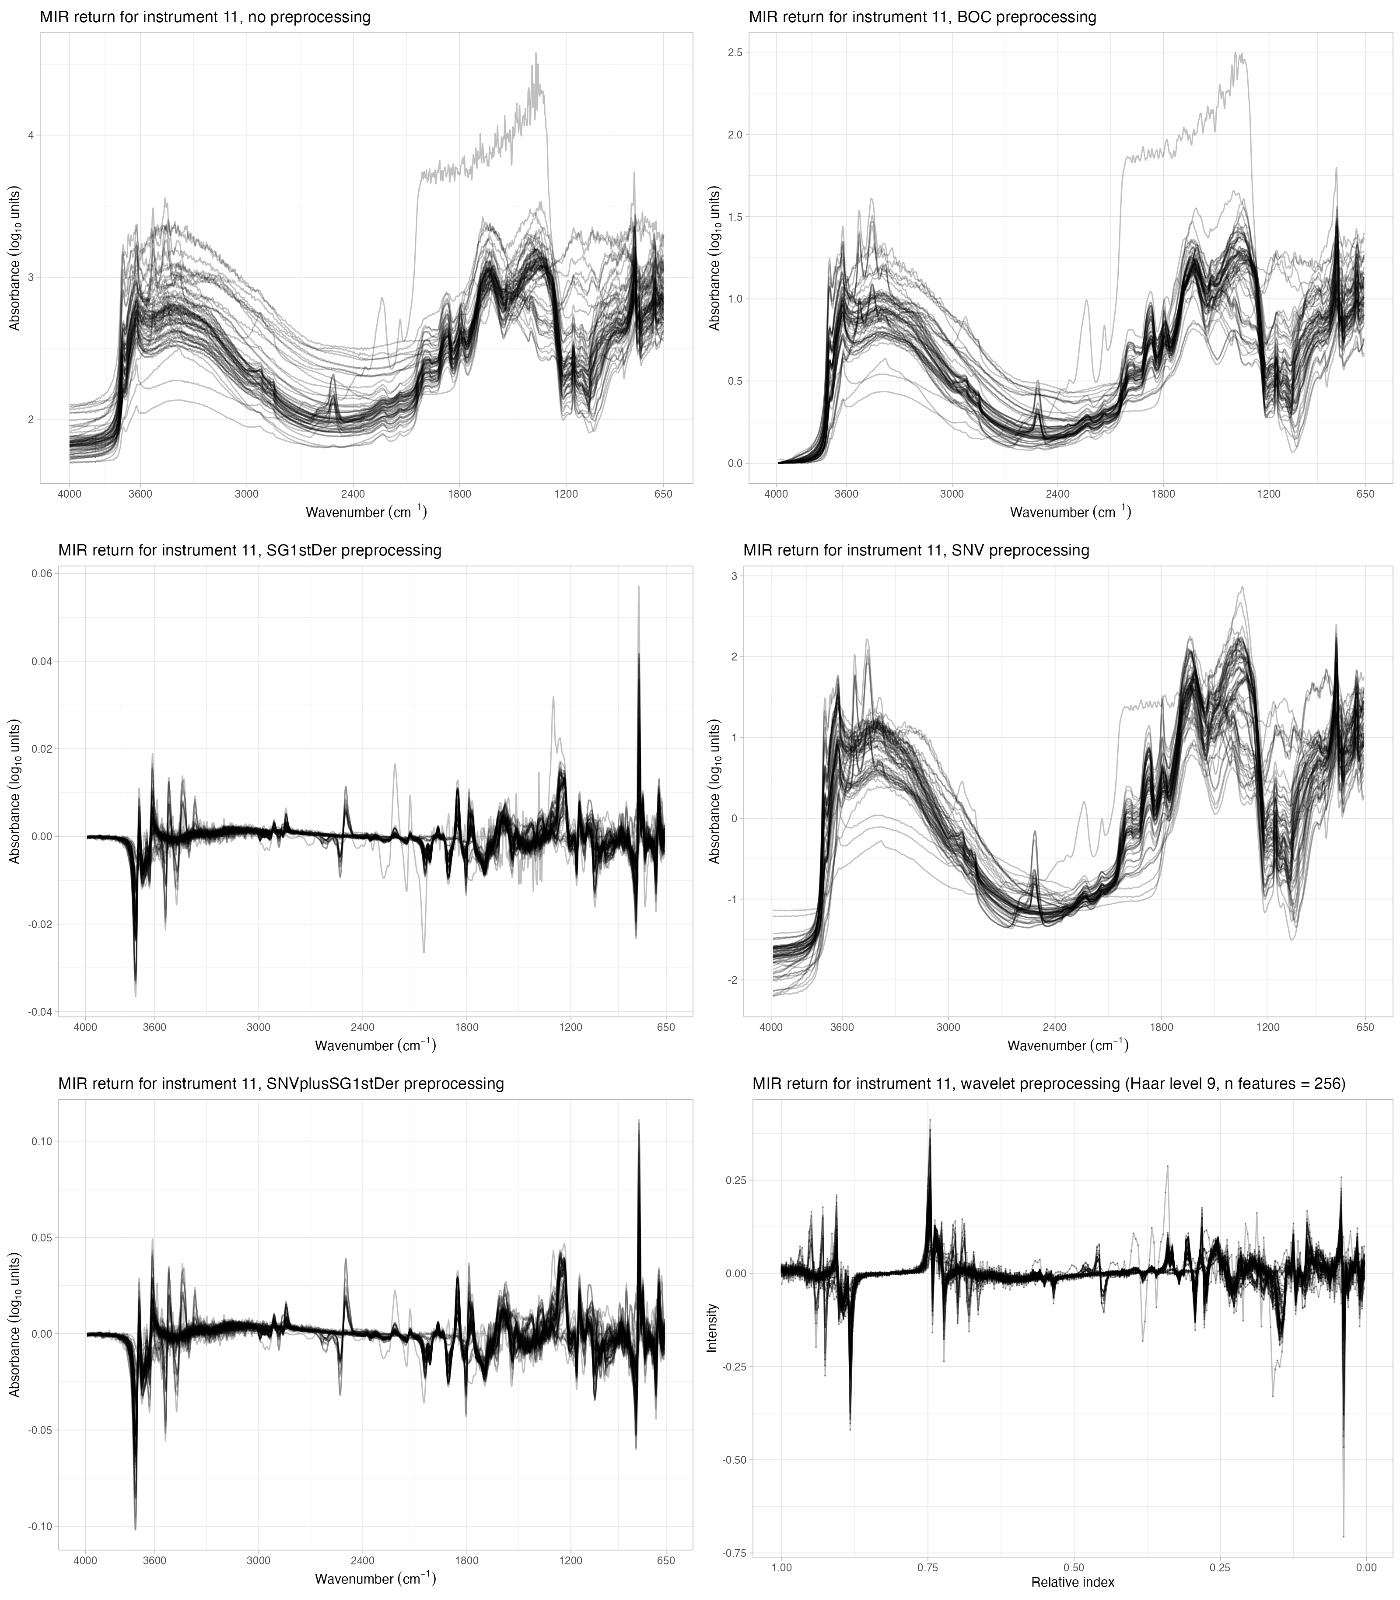 MIR return for instrument 11, no preprocessing
Absorbance (log10 units)
4
3
2
4000 3600 3000 2400 1800 1200 650
Wavenumber (cm ¹)
MIR return for instrument 11, BOC preprocessing
Absorbance (log10 units)
2.5
2.0
1.5
1.0
0.5
0.0
4000 3600 3000 2400 1800 1200 650
Wavenumber (cm ¹)
MIR return for instrument 11, SG1stDer preprocessing
Absorbance (log10 units)
0.06
0.04
0.02
0.00
-0.02
-0.04
4000 3600 3000 2400 1800 1200 650
Wavenumber (cm⁻¹)
MIR return for instrument 11, SNV preprocessing
Absorbance (log10 units)
3
2
1
0
-1
-2
4000 3600 3000 2400 1800 1200 650
Wavenumber (cm⁻¹)
MIR return for instrument 11, SNVplusSG1stDer preprocessing
Absorbance (log10 units)
0.10
0.05
0.00
-0.05
-0.10
4000 3600 3000 2400 1800 1200 650
Wavenumber (cm⁻¹)
MIR return for instrument 11, wavelet preprocessing (Haar level 9, n features = 256)
Intensity
0.25
0.00
-0.25
-0.50
-0.75
1.00 0.75 0.50 0.25 0.00
Relative index